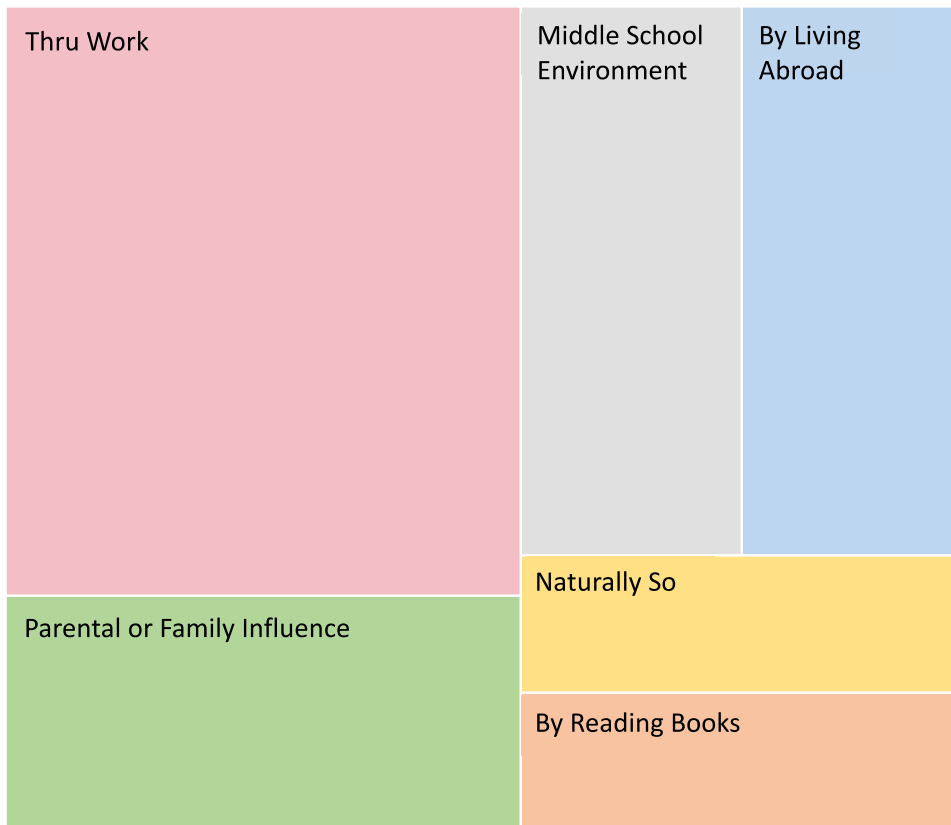 Thru Work
Middle School
Environment
By Living
Abroad
Naturally So
Parental or Family Influence
By Reading Books